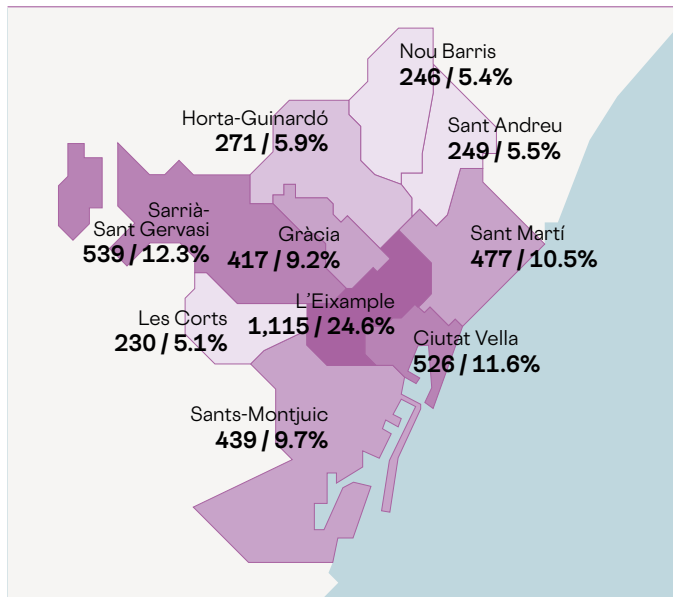 Nou Barris
246 / 5.4%
Horta-Guinardó
271 / 5.9%
Sant Andreu
249 / 5.5%
Sarrià-
Sant Gervasi
539 / 12.3%
Gràcia
417 / 9.2%
Sant Martí
477 / 10.5%
L'Eixample
1,115 / 24.6%
Les Corts
230 / 5.1%
Ciutat Vella
526 / 11.6%
Sants-Montjuic
439 / 9.7%